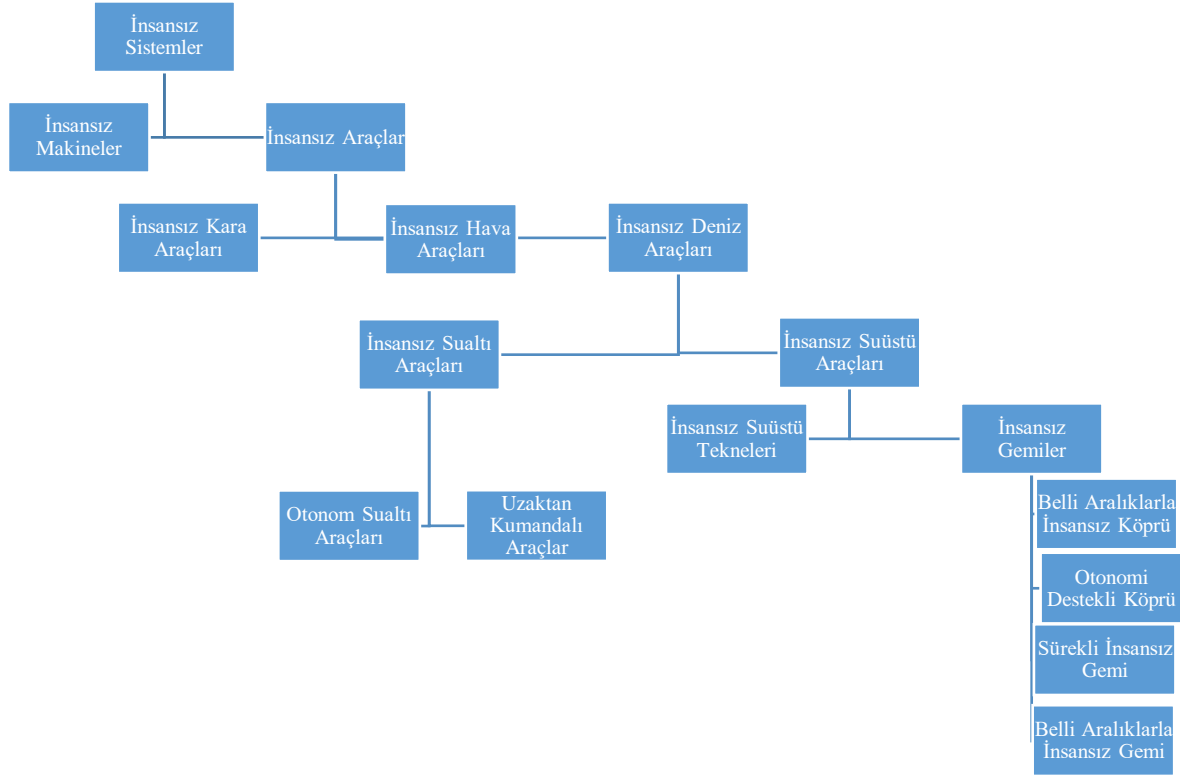 İnsansız
Sistemler
İnsansız
Makineler
İnsansız Araçlar
İnsansız Kara
Araçları
İnsansız Hava
Araçları
İnsansız Deniz
Araçları
İnsansız Sualtı
Araçları
İnsansız Suüstü
Araçları
İnsansız Suüstü
Tekneleri
İnsansız
Gemiler
Otonom Sualtı
Araçları
Uzaktan
Kumandalı
Araçlar
Belli Aralıklarla
İnsansız Köprü
Otonomi
Destekli Köprü
Sürekli İnsansız
Gemi
Belli Aralıklarla
İnsansız Gemi